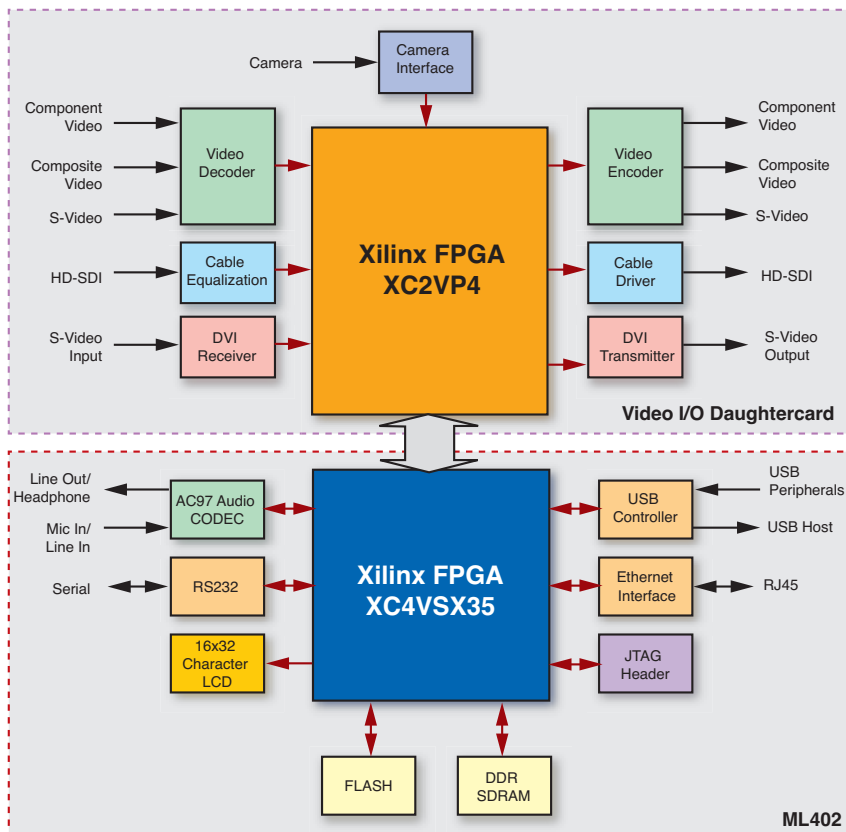 Camera
Camera
Interface
Component
Video
Composite
Video
S-Video
Video
Decoder
Video
Encoder
Component
Video
Composite
Video
S-Video
Xilinx FPGA
XC2VP4
HD-SDI
Cable
Equalization
Cable
Driver
HD-SDI
S-Video
Input
DVI
Receiver
DVI
Transmitter
S-Video
Output
Video I/O Daughtercard
Line Out/
Headphone
Mic In/
Line In
AC97 Audio
CODEC
USB
Controller
USB
Peripherals
USB Host
Xilinx FPGA
XC4VSX35
Serial
RS232
Ethernet
Interface
RJ45
16x32
Character
LCD
JTAG
Header
FLASH
DDR
SDRAM
ML402